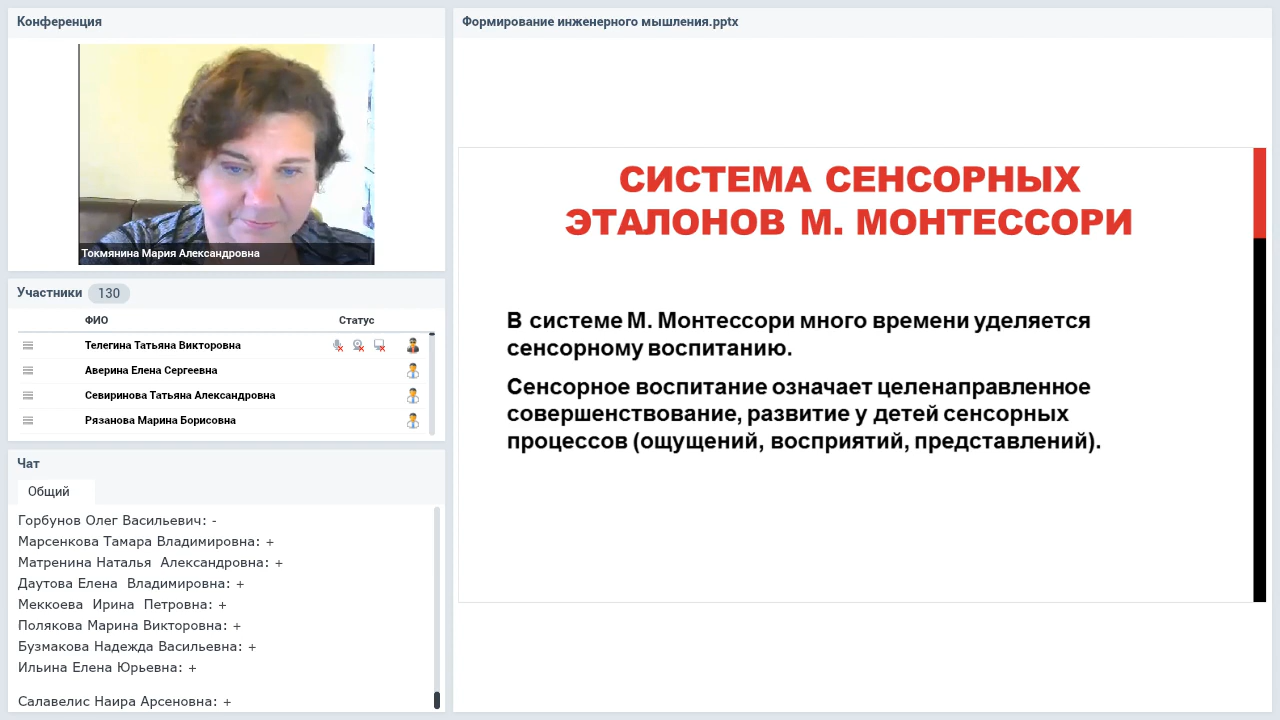 Конференция
Токмянина Мария Александровна
Участники 130
ФИО Статус
Телегина Татьяна Викторовна
Аверина Елена Сергеевна
Севиринова Татьяна Александровна
Рязанова Марина Борисовна
Чат
Общий
Горбунов Олег Васильевич: -
Марсенкова Тамара Владимировна: +
Матренина Наталья  Александровна: +
Даутова Елена  Владимировна: +
Меккоева  Ирина  Петровна: +
Полякова Марина Викторовна: +
Бузмакова Надежда Васильевна: +
Ильина Елена Юрьевна: +
Салавелис Наира Арсеновна: +
Формирование инженерного мышления.pptx
СИСТЕМА СЕНСОРНЫХ
ЭТАЛОНОВ М. МОНТЕССОРИ
В системе М. Монтессори много времени уделяется
сенсорному воспитанию.
Сенсорное воспитание означает целенаправленное
совершенствование, развитие у детей сенсорных
процессов (ощущений, восприятий, представлений).